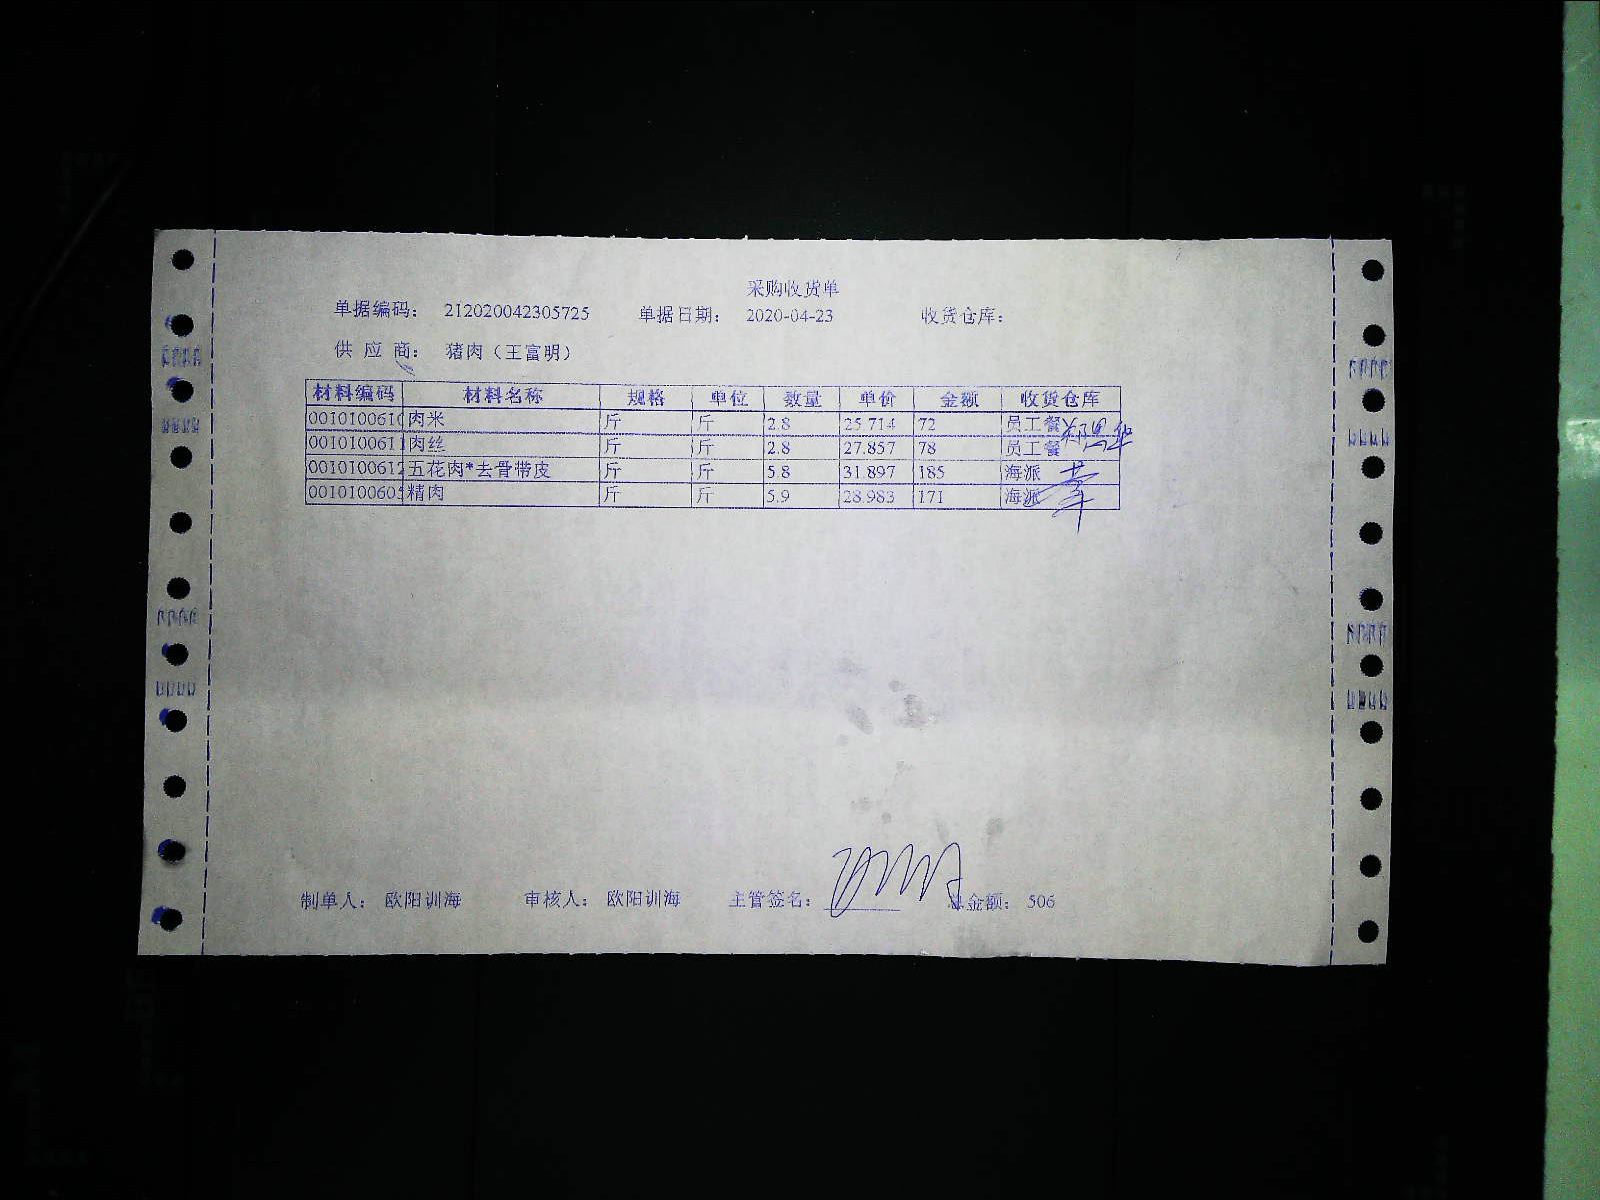 采购收货单
单据编码： 212020042305725 单据日期： 2020-04-23 收货仓库：
供 应 商： 猪肉（王富明）
材料编码 材料名称 规格 单位 数量 单价 金额 收货仓库
0010100610 肉米 斤 斤 2.8 25.714 72 员工餐
0010100611 肉丝 斤 斤 2.8 27.857 78 员工餐
0010100612 五花肉*去骨带皮 斤 斤 5.8 31.897 185 海派
0010100605 精肉 斤 斤 5.9 28.983 171 海派
制单人： 欧阳训海 审核人： 欧阳训海 主管签名： 总金额： 506